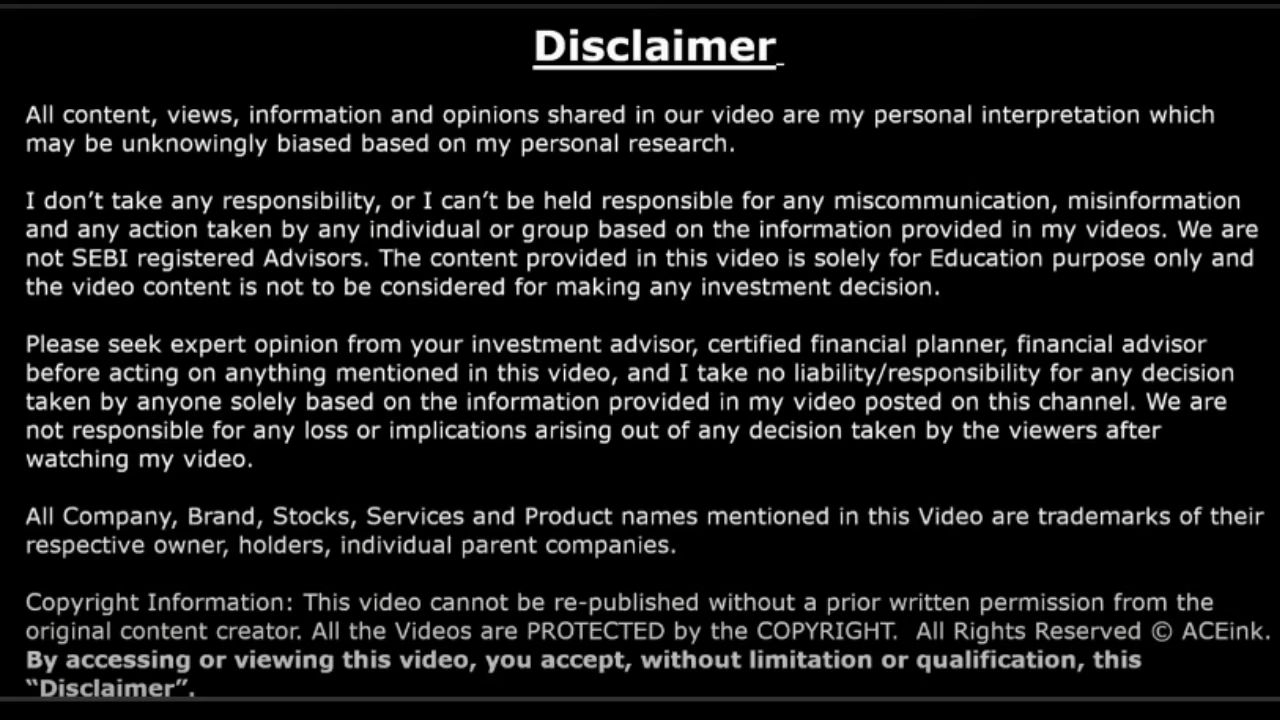 Disclaimer
All content, views, information and opinions shared in our video are my personal interpretation which
may be unknowingly biased based on my personal research.
I don’t take any responsibility, or I can’t be held responsible for any miscommunication, misinformation
and any action taken by any individual or group based on the information provided in my videos. We are
not SEBI registered Advisors. The content provided in this video is solely for Education purpose only and
the video content is not to be considered for making any investment decision.
Please seek expert opinion from your investment advisor, certified financial planner, financial advisor
before acting on anything mentioned in this video, and I take no liability/responsibility for any decision
taken by anyone solely based on the information provided in my video posted on this channel. We are
not responsible for any loss or implications arising out of any decision taken by the viewers after
watching my video.
All Company, Brand, Stocks, Services and Product names mentioned in this Video are trademarks of their
respective owner, holders, individual parent companies.
Copyright Information: This video cannot be re-published without a prior written permission from the
original content creator. All the Videos are PROTECTED by the COPYRIGHT.  All Rights Reserved © ACEink.
By accessing or viewing this video, you accept, without limitation or qualification, this
“Disclaimer”.